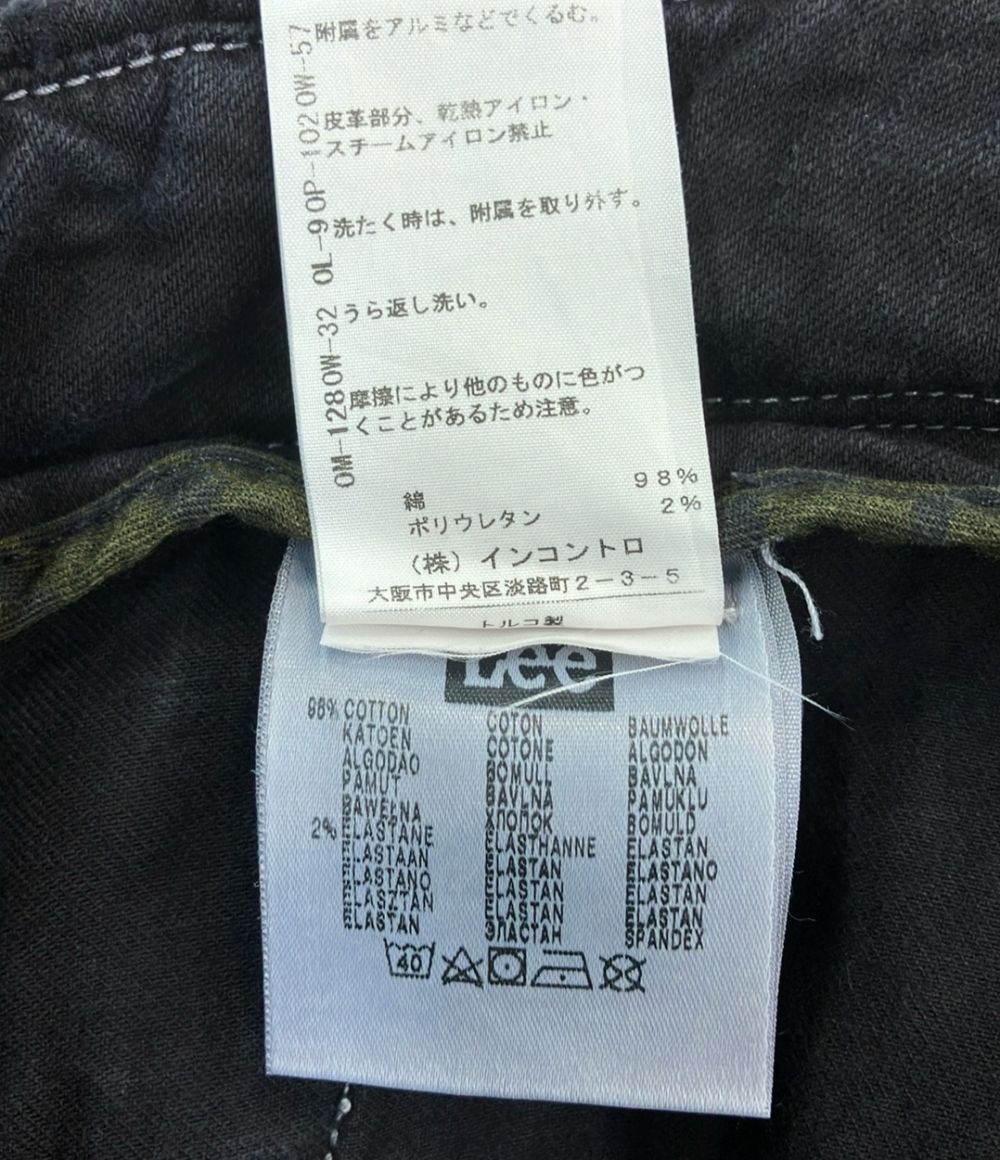 附属をアルミなどでくるむ。
皮革部分、乾熱アイロン・
スチームアイロン禁止
洗たく時は、附属を取り外す。
うら返し洗い。
摩擦により他のものに色がつ
くことがあるため注意。
綿 98%
ポリウレタン 2%
(株)インコントロ
大阪市中央区淡路町2-3-5
トルコ製
0M-1280W-32 0L-90P-1020W-57
Lee
98% COTTON COTON BAUMWOLLE
KATOEN COTONE ALGODÓN
ALGODAO BOMULL BAVLNA
PAMUT BAVLNA PAMUKLU
BAWEŁNA ХЛОПОК BOMULD
2% ELASTANE ELASTHANNE ELASTAN
ELASTAAN ELASTAN ELASTANO
ELASTANO ELASTAN ELASTAN
ELASZTÁN ELASTAN ELASTAN
ELASTAN ЭЛАСТАН SPANDEX
40